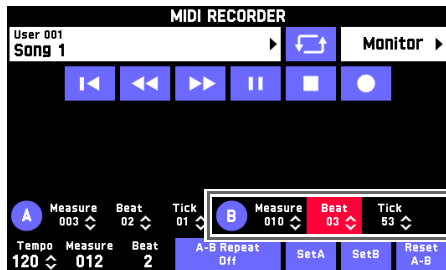 MIDI RECORDER
User 001
Song 1
Monitor
A
Measure Beat Tick
003 02 01
B
Measure Beat Tick
010 03 53
Tempo Measure Beat
120 012 2
A-B Repeat
Off
SetA
SetB
Reset
A-B